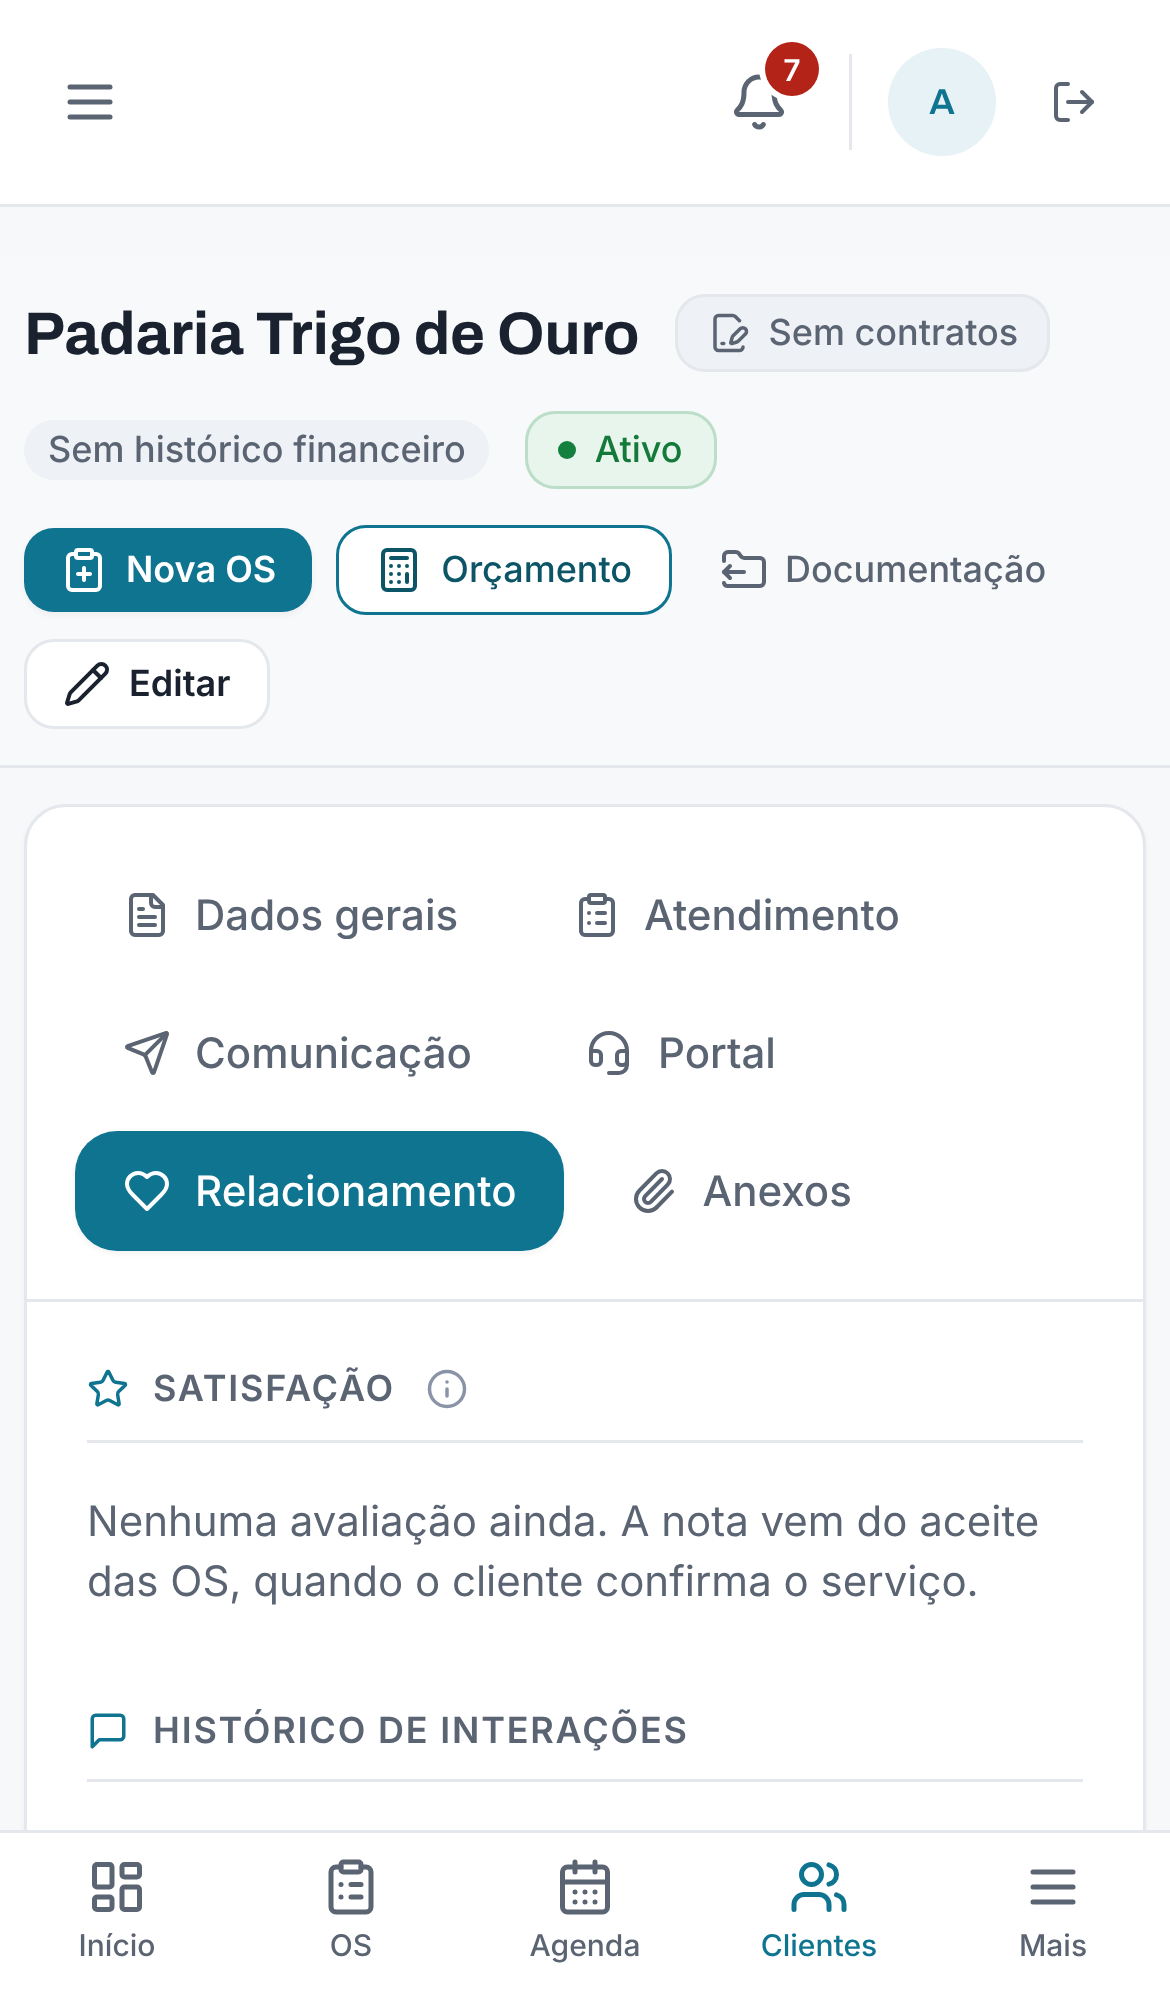 7
A
Padaria Trigo de Ouro
Sem contratos
Sem histórico financeiro
Ativo
Nova OS
Orçamento
Documentação
Editar
Dados gerais
Atendimento
Comunicação
Portal
Relacionamento
Anexos
SATISFAÇÃO
Nenhuma avaliação ainda. A nota vem do aceite
das OS, quando o cliente confirma o serviço.
HISTÓRICO DE INTERAÇÕES
Início
OS
Agenda
Clientes
Mais